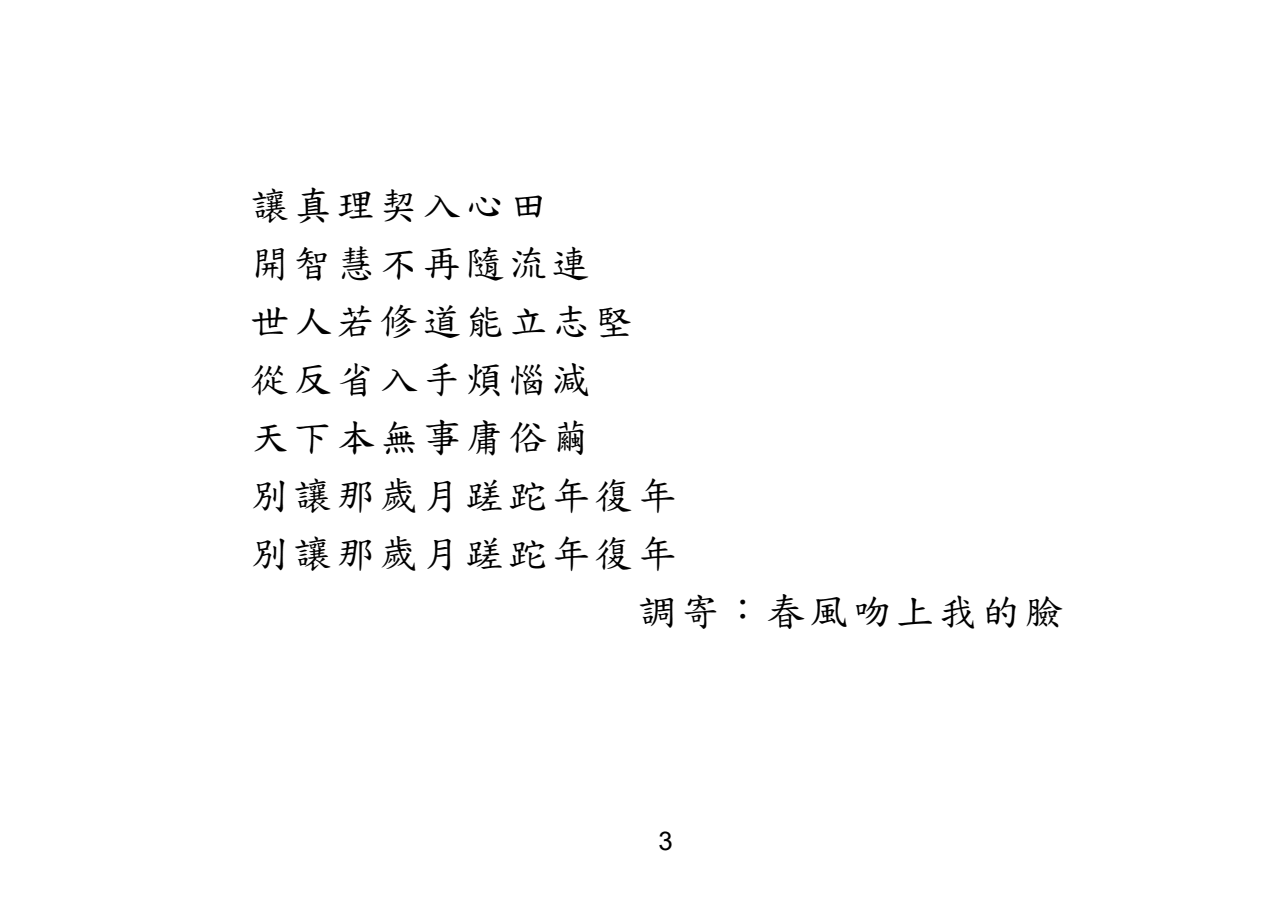 讓真理契入心田
開智慧不再隨流連
世人若修道能立志堅
從反省入手煩惱減
天下本無事庸俗繭
別讓那歲月蹉跎年復年
別讓那歲月蹉跎年復年
調寄：春風吻上我的臉
3